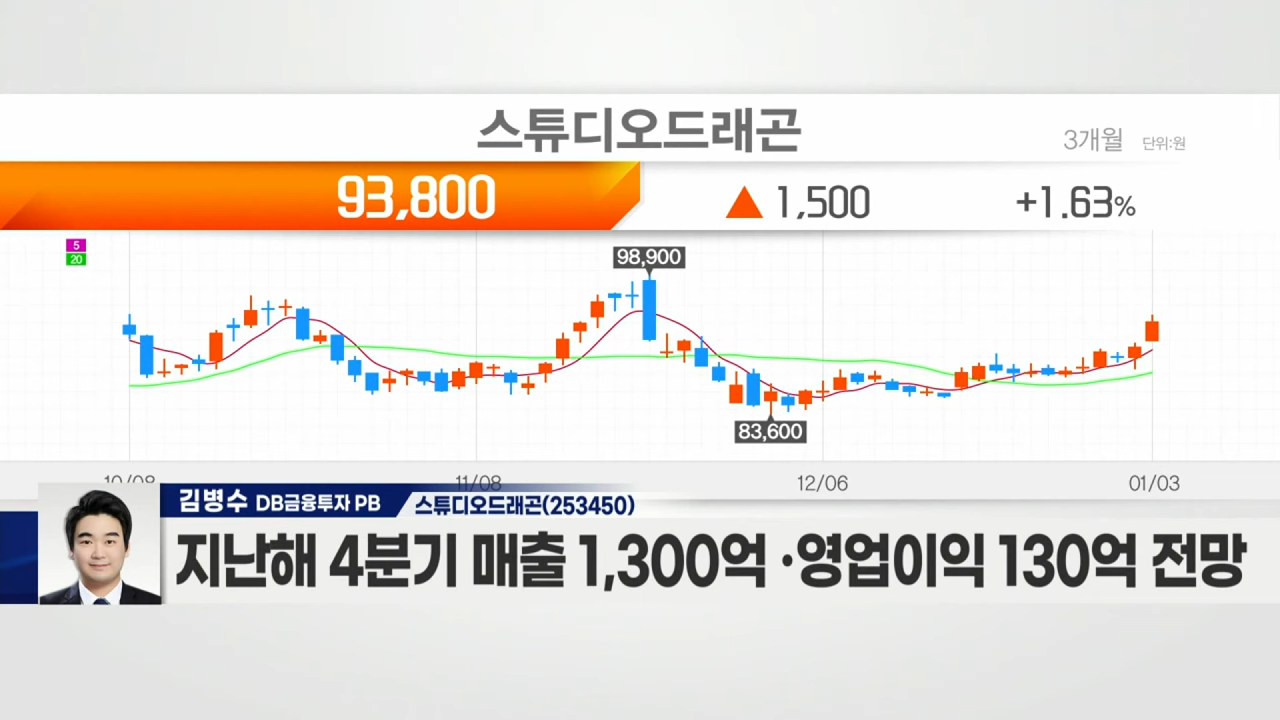 스튜디오드래곤
3개월 단위:원
93,800 ▲ 1,500 +1.63%
5
20
98,900
83,600
10/08 11/08 12/06 01/03
김병수 DB금융투자 PB 스튜디오드래곤(253450)
지난해 4분기 매출 1,300억·영업이익 130억 전망